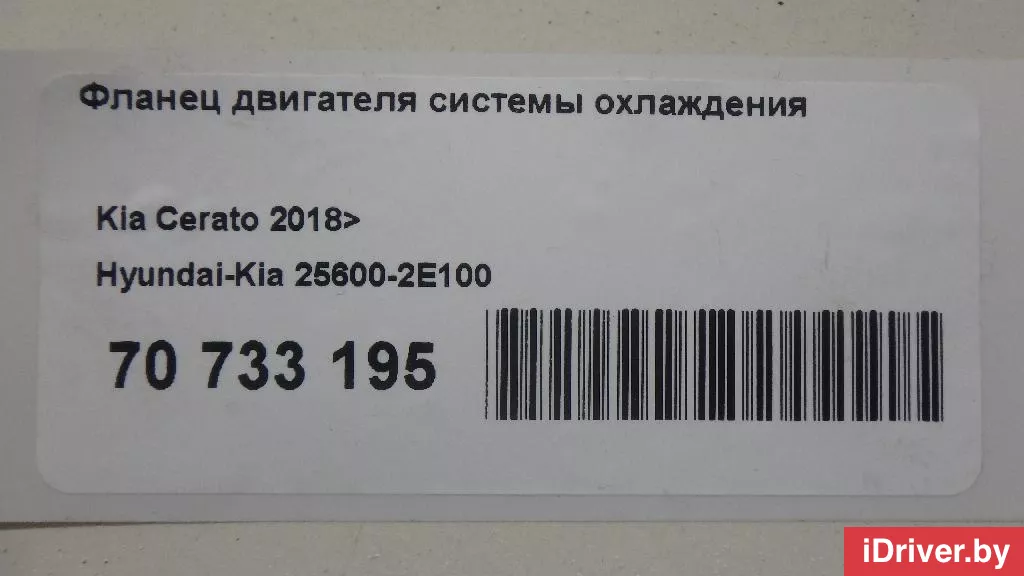 Фланец двигателя системы охлаждения
Kia Cerato 2018>
Hyundai-Kia 25600-2E100
70 733 195
iDriver.by